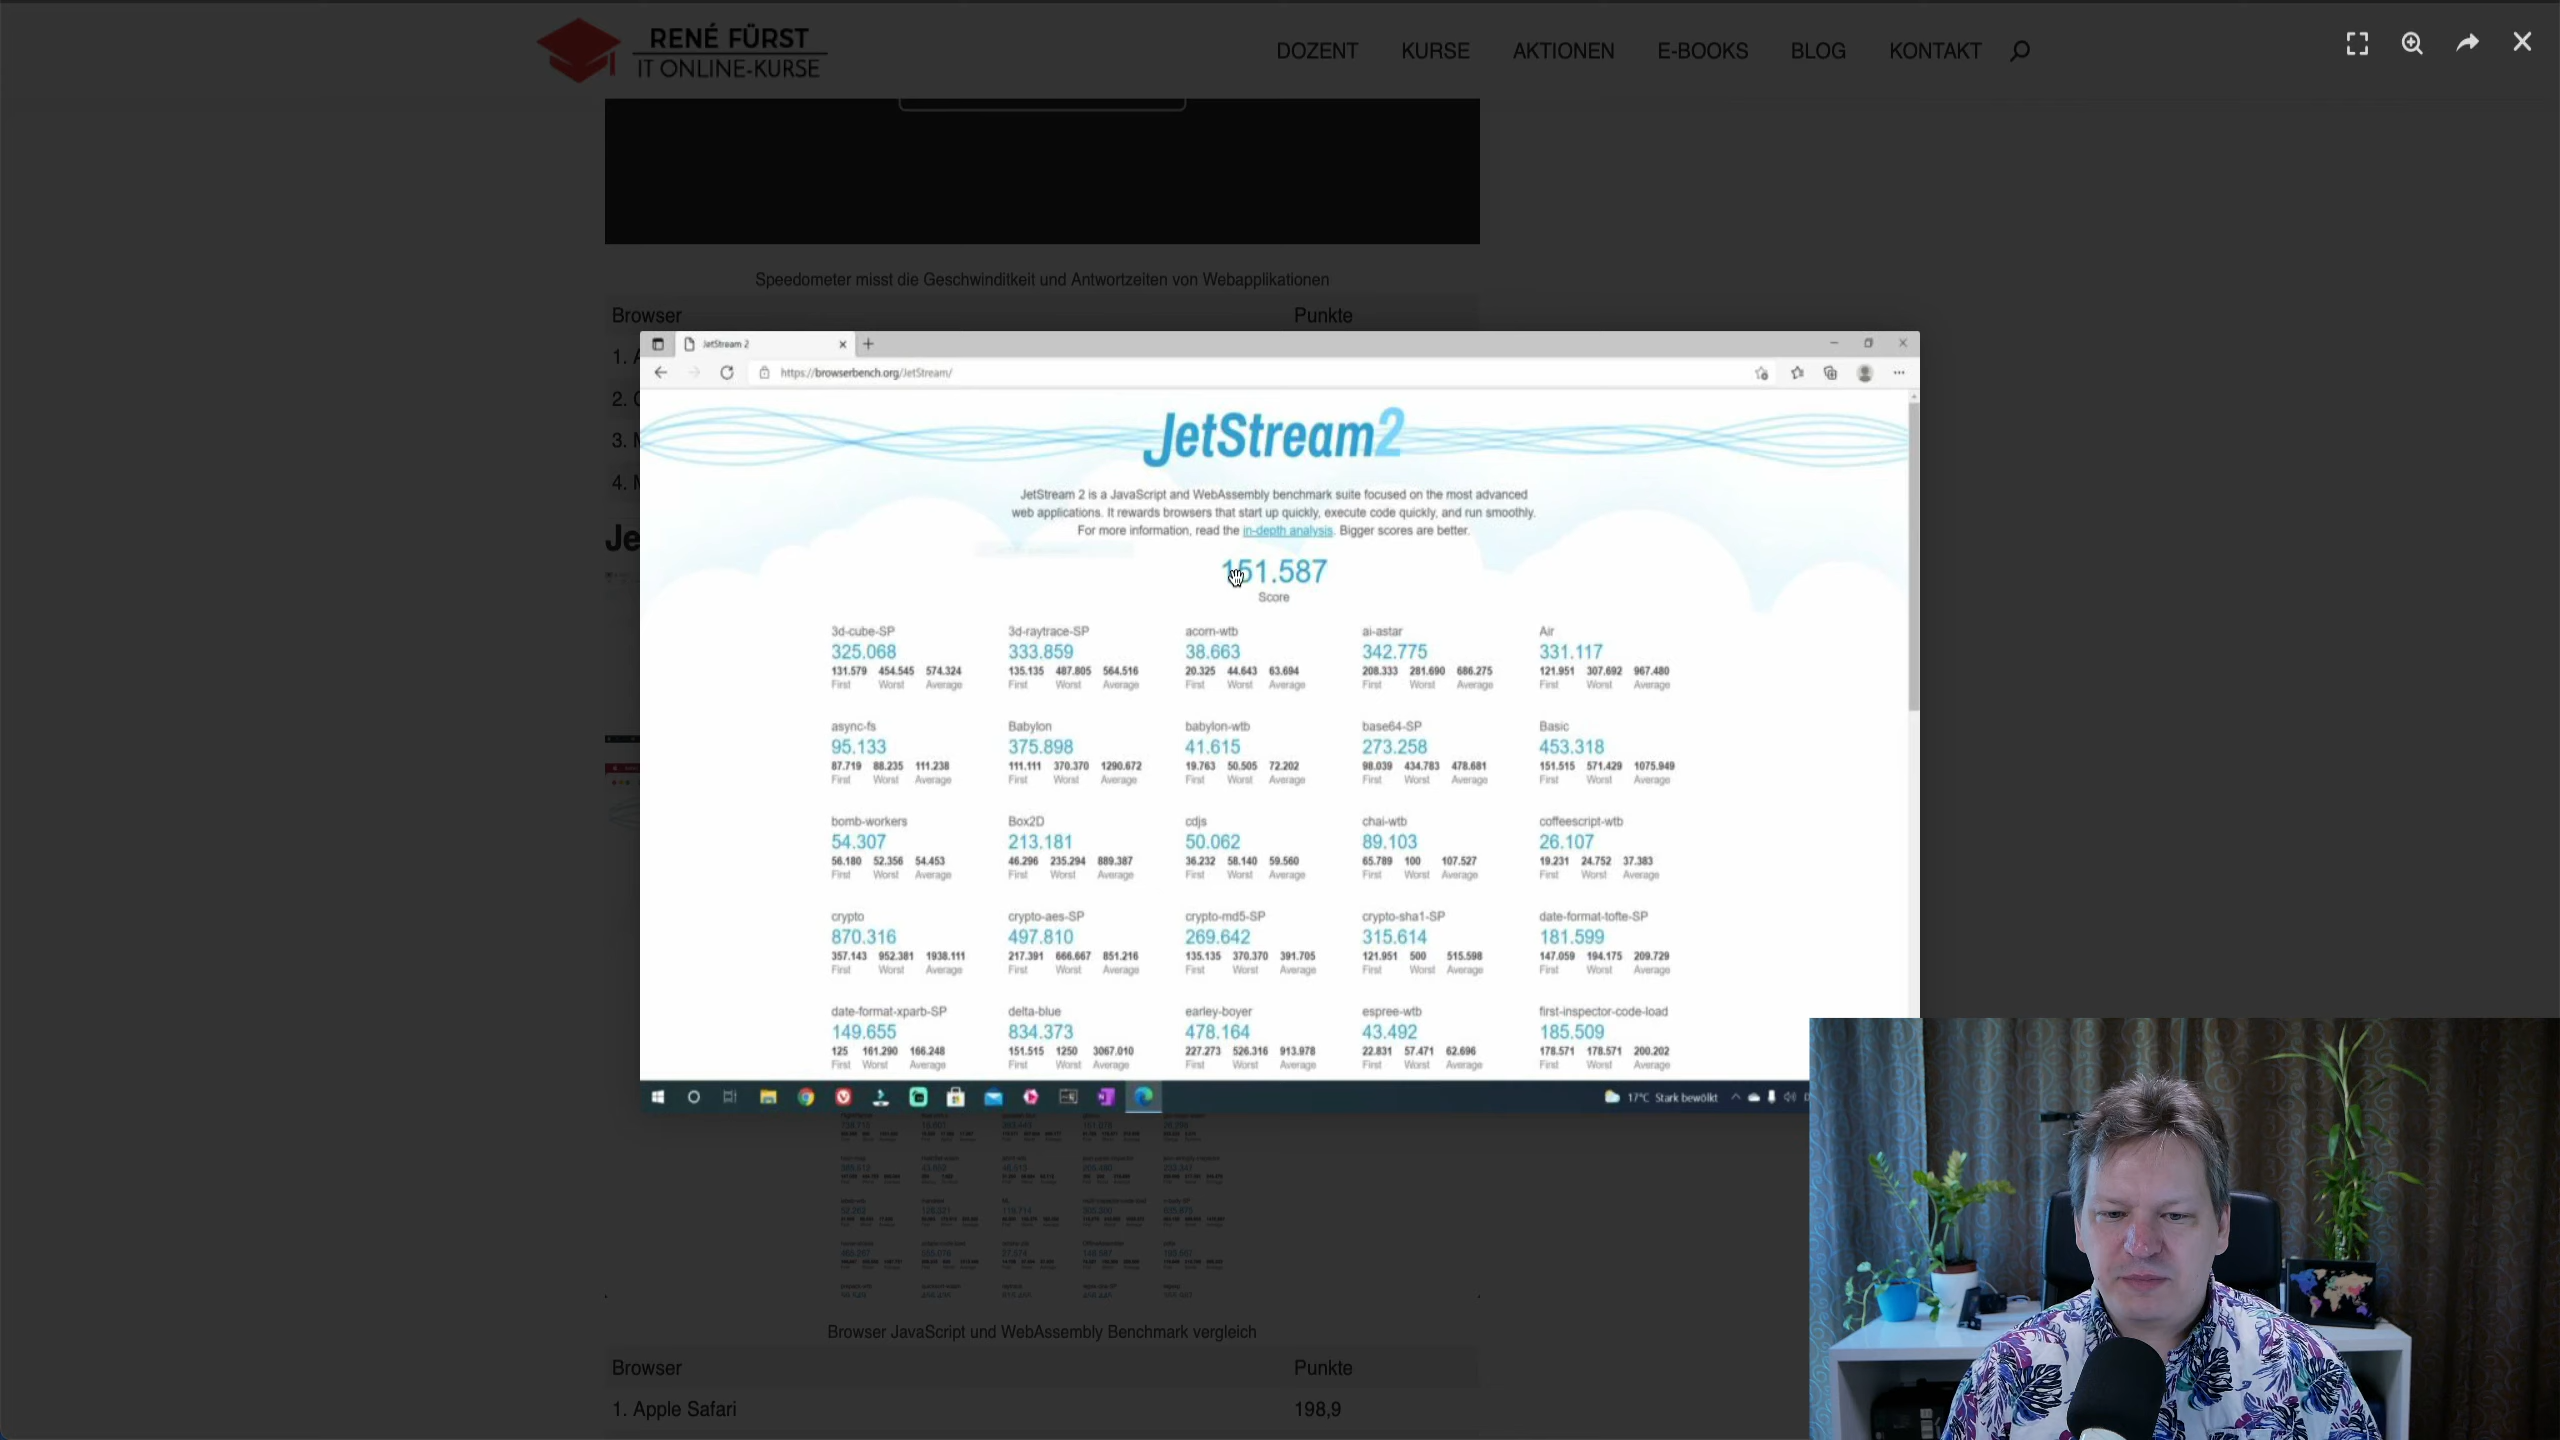 RENÉ FÜRST
IT ONLINE-KURSE
DOZENT KURSE AKTIONEN E-BOOKS BLOG KONTAKT
Speedometer misst die Geschwinditkeit und Antwortzeiten von Webapplikationen
Browser Punkte
1. A
2. C
3. M
4. M
Je
JetStream 2
https://browserbench.org/JetStream/
JetStream2
JetStream 2 is a JavaScript and WebAssembly benchmark suite focused on the most advanced
web applications. It rewards browsers that start up quickly, execute code quickly, and run smoothly.
For more information, read the in-depth analysis. Bigger scores are better.
151.587
Score
3d-cube-SP 3d-raytrace-SP acorn-wtb ai-astar Air
325.068 333.859 38.663 342.775 331.117
131.579 454.545 574.324 135.135 487.805 564.516 20.325 44.643 63.694 208.333 281.690 686.275 121.951 307.692 967.480
First Worst Average First Worst Average First Worst Average First Worst Average First Worst Average
async-fs Babylon babylon-wtb base64-SP Basic
95.133 375.898 41.615 273.258 453.318
87.719 88.235 111.238 111.111 370.370 1290.672 19.763 50.505 72.202 98.039 434.783 478.681 151.515 571.429 1075.949
First Worst Average First Worst Average First Worst Average First Worst Average First Worst Average
bomb-workers Box2D cdjs chai-wtb coffeescript-wtb
54.307 213.181 50.062 89.103 26.107
56.180 52.356 54.453 46.296 235.294 889.387 36.232 58.140 59.560 65.789 100 107.527 19.231 24.752 37.383
First Worst Average First Worst Average First Worst Average First Worst Average First Worst Average
crypto crypto-aes-SP crypto-md5-SP crypto-sha1-SP date-format-tofte-SP
870.316 497.810 269.642 315.614 181.599
357.143 952.381 1938.111 217.391 666.667 851.216 135.135 370.370 391.705 121.951 500 515.598 147.059 194.175 209.729
First Worst Average First Worst Average First Worst Average First Worst Average First Worst Average
date-format-xparb-SP delta-blue earley-boyer espree-wtb first-inspector-code-load
149.655 834.373 478.164 43.492 185.509
125 161.290 166.248 151.515 1250 3067.010 227.273 526.316 913.978 22.831 57.471 62.696 178.571 178.571 200.202
First Worst Average First Worst Average First Worst Average First Worst Average First Worst Average
17°C Stark bewölkt
Browser JavaScript und WebAssembly Benchmark vergleich
Browser Punkte
1. Apple Safari 198,9